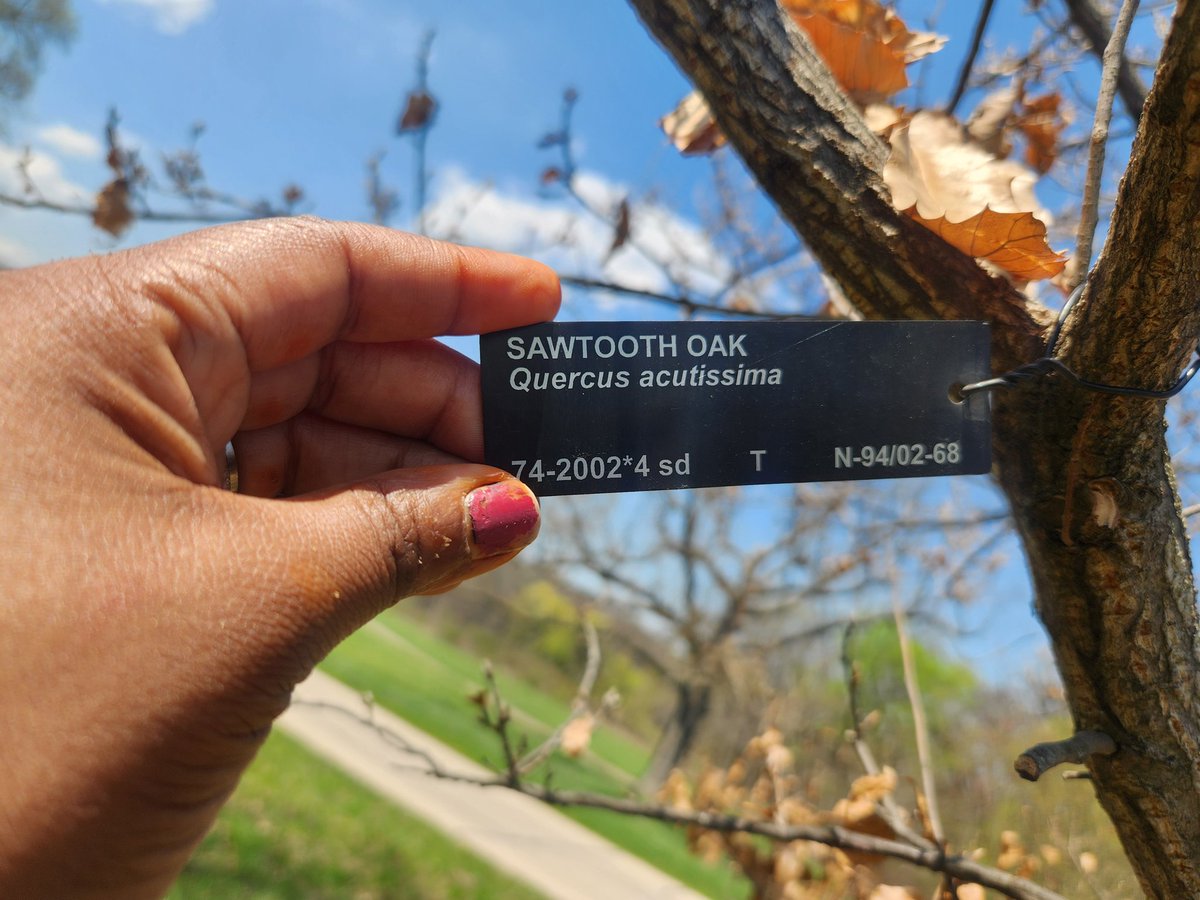 SAWTOOTH OAK
Quercus acutissima
74-2002*4 sd T N-94/02-68